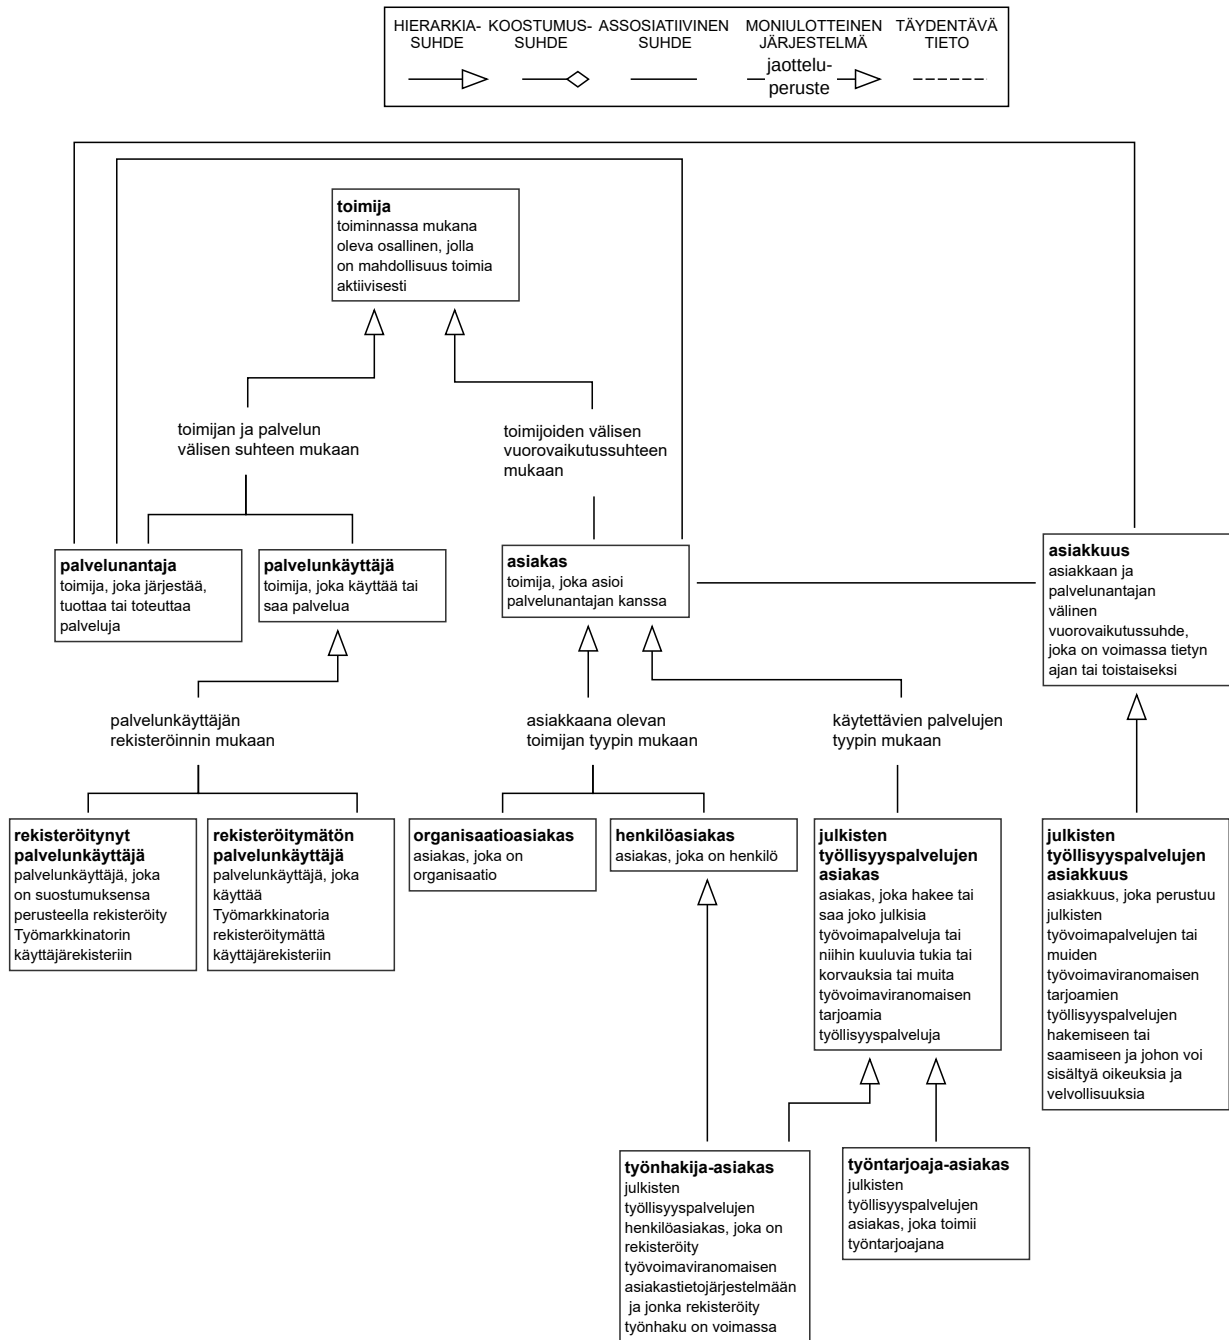 HIERARKIA-
SUHDE
KOOSTUMUS-
SUHDE
ASSOSIATIIVINEN
SUHDE
MONIULOTTEINEN
JÄRJESTELMÄ
TÄYDENTÄVÄ
TIETO
jaottelu-
peruste
toimija
toiminnassa mukana
oleva osallinen, jolla
on mahdollisuus toimia
aktiivisesti
toimijan ja palvelun
välisen suhteen mukaan
toimijoiden välisen
vuorovaikutussuhteen
mukaan
palvelunantaja
toimija, joka järjestää,
tuottaa tai toteuttaa
palveluja
palvelunkäyttäjä
toimija, joka käyttää tai
saa palvelua
asiakas
toimija, joka asioi
palvelunantajan kanssa
asiakkuus
asiakkaan ja
palvelunantajan
välinen
vuorovaikutussuhde,
joka on voimassa tietyn
ajan tai toistaiseksi
palvelunkäyttäjän
rekisteröinnin mukaan
asiakkaana olevan
toimijan tyypin mukaan
käytettävien palvelujen
tyypin mukaan
rekisteröitynyt
palvelunkäyttäjä
palvelunkäyttäjä, joka
on suostumuksensa
perusteella rekisteröity
Työmarkkinatorin
käyttäjärekisteriin
rekisteröitymätön
palvelunkäyttäjä
palvelunkäyttäjä, joka
käyttää
Työmarkkinatoria
rekisteröitymättä
käyttäjärekisteriin
organisaatioasiakas
asiakas, joka on
organisaatio
henkilöasiakas
asiakas, joka on henkilö
julkisten
työllisyyspalvelujen
asiakas
asiakas, joka hakee tai
saa joko julkisia
työvoimapalveluja tai
niihin kuuluvia tukia tai
korvauksia tai muita
työvoimaviranomaisen
tarjoamia
työllisyyspalveluja
julkisten
työllisyyspalvelujen
asiakkuus
asiakkuus, joka perustuu
julkisten
työvoimapalvelujen tai
muiden
työvoimaviranomaisen
tarjoamien
työllisyyspalvelujen
hakemiseen tai
saamiseen ja johon voi
sisältyä oikeuksia ja
velvollisuuksia
työnhakija-asiakas
julkisten
työllisyyspalvelujen
henkilöasiakas, joka on
rekisteröity
työvoimaviranomaisen
asiakastietojärjestelmään
ja jonka rekisteröity
työnhaku on voimassa
työntarjoaja-asiakas
julkisten
työllisyyspalvelujen
asiakas, joka toimii
työntarjoajana